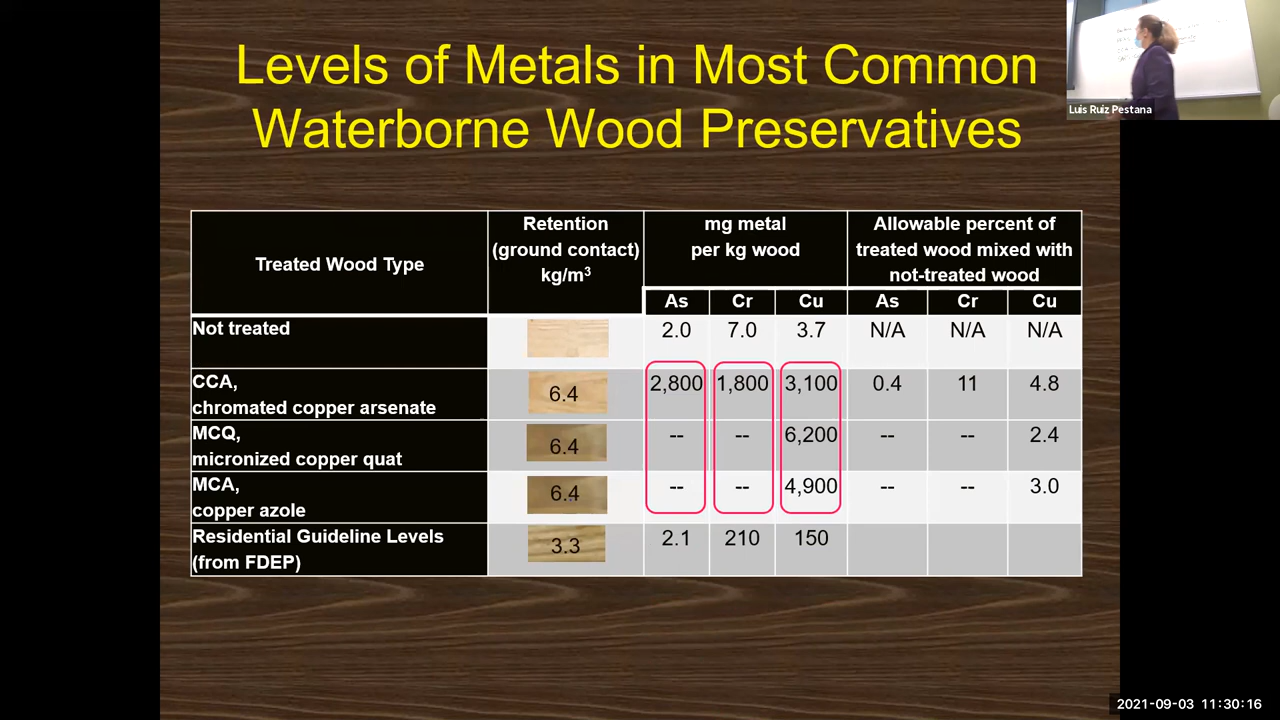 Levels of Metals in Most Common
Waterborne Wood Preservatives
Luis Ruiz Pestana
Treated Wood Type
Retention
(ground contact)
kg/m³
mg metal
per kg wood
Allowable percent of
treated wood mixed with
not-treated wood
As Cr Cu As Cr Cu
Not treated 2.0 7.0 3.7 N/A N/A N/A
CCA,
chromated copper arsenate 6.4 2,800 1,800 3,100 0.4 11 4.8
MCQ,
micronized copper quat 6.4 -- -- 6,200 -- -- 2.4
MCA,
copper azole 6.4 -- -- 4,900 -- -- 3.0
Residential Guideline Levels
(from FDEP) 3.3 2.1 210 150
2021-09-03 11:30:16